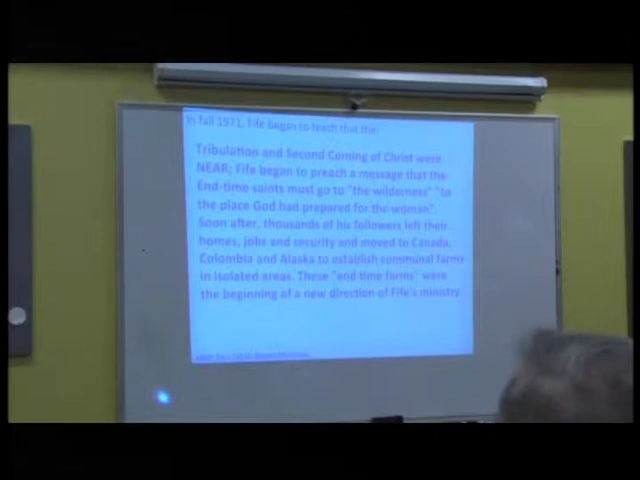 In fall 1971, Fife began to teach that the:
Tribulation and Second Coming of Christ were
NEAR; Fife began to preach a message that the
End-time saints must go to "the wilderness" "to
the place God had prepared for the woman".
Soon after, thousands of his followers left their
homes, jobs and security and moved to Canada,
Colombia and Alaska to establish communal farms
in isolated areas. These "end time farms" were
the beginning of a new direction of Fife's ministry